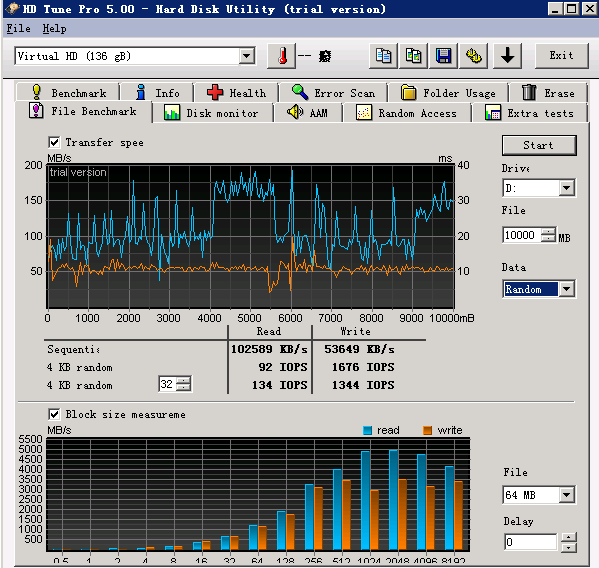 HD Tune Pro 5.00 - Hard Disk Utility (trial version)
File Help
Virtual HD (136 gB)
-- 癈
Exit
Benchmark Info Health Error Scan Folder Usage Erase
File Benchmark Disk monitor AAM Random Access Extra tests
Transfer spee
MB/s ms
trial version
200 40
150 30
100 20
50 10
0 1000 2000 3000 4000 5000 6000 7000 8000 9000 10000mB
Read Write
Sequentia 102589 KB/s 53649 KB/s
4 KB random 92 IOPS 1676 IOPS
4 KB random 32 134 IOPS 1344 IOPS
Start
Drive
D:
File
10000 MB
Data
Random
Block size measureme
MB/s
read write
5500
5000
4500
4000
3500
3000
2500
2000
1500
1000
500
0.5 1 2 4 8 16 32 64 128 256 512 1024 2048 4096 8192
File
64 MB
Delay
0